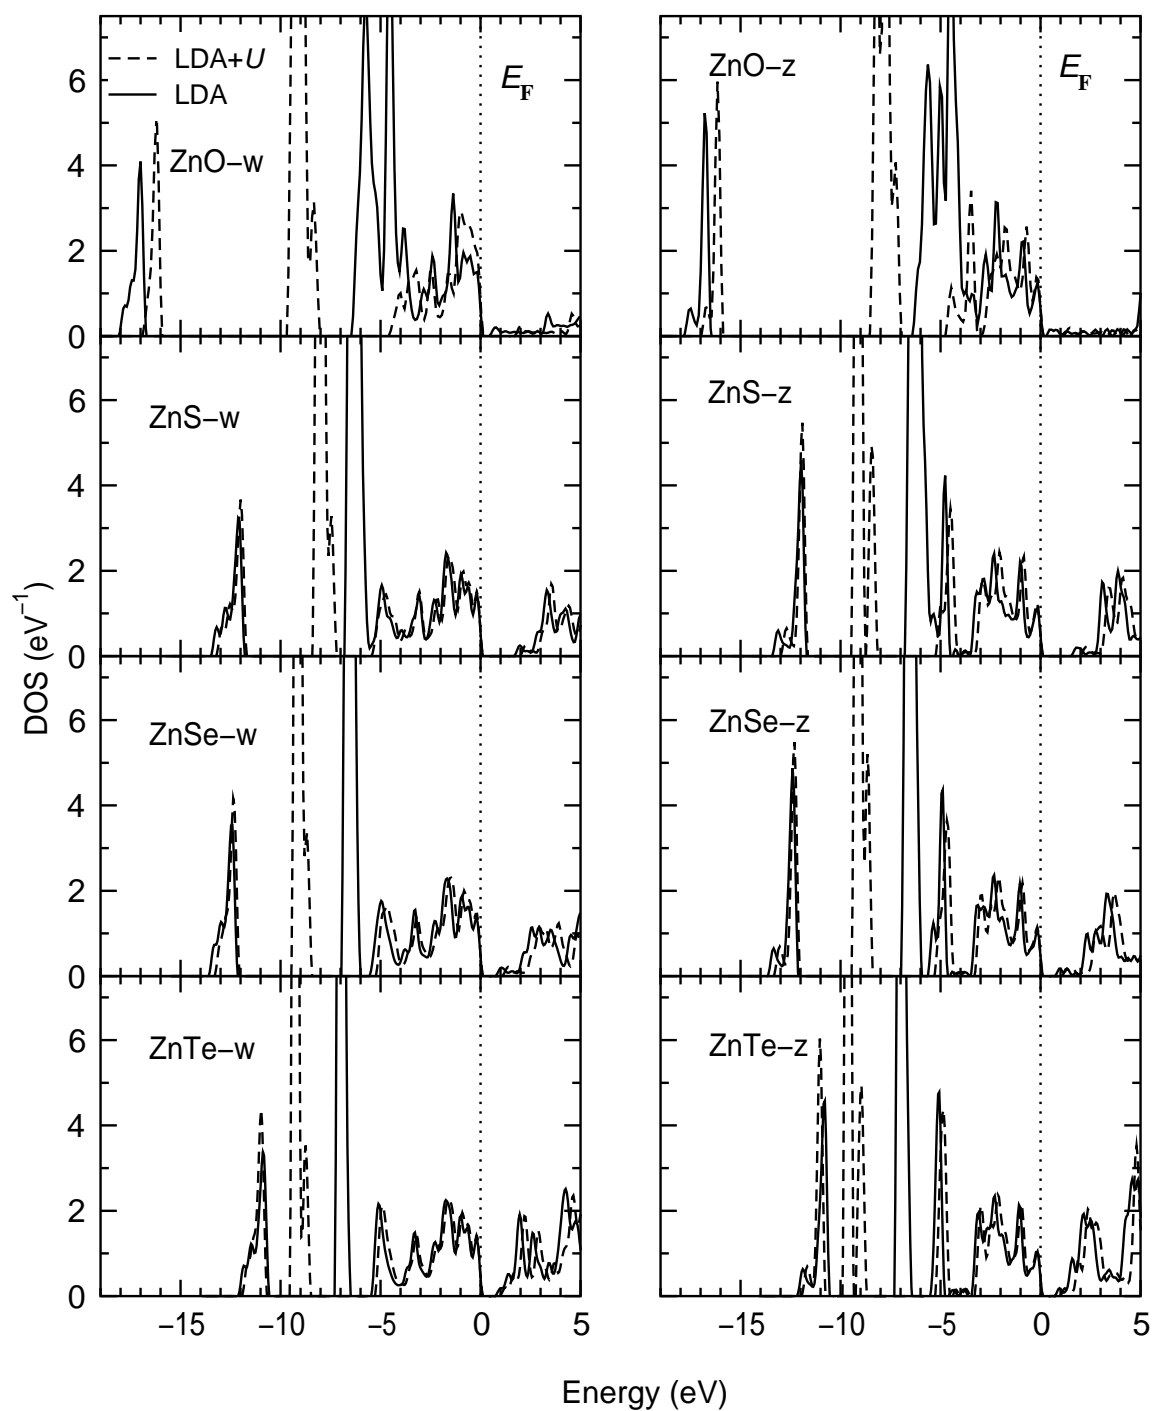 LDA+U
LDA
E_F
ZnO−w
6
4
2
0
ZnO−z
E_F
ZnS−w
6
4
2
0
ZnS−z
DOS (eV⁻¹)
ZnSe−w
6
4
2
0
ZnSe−z
ZnTe−w
6
4
2
0
ZnTe−z
−15 −10 −5 0 5
−15 −10 −5 0 5
Energy (eV)